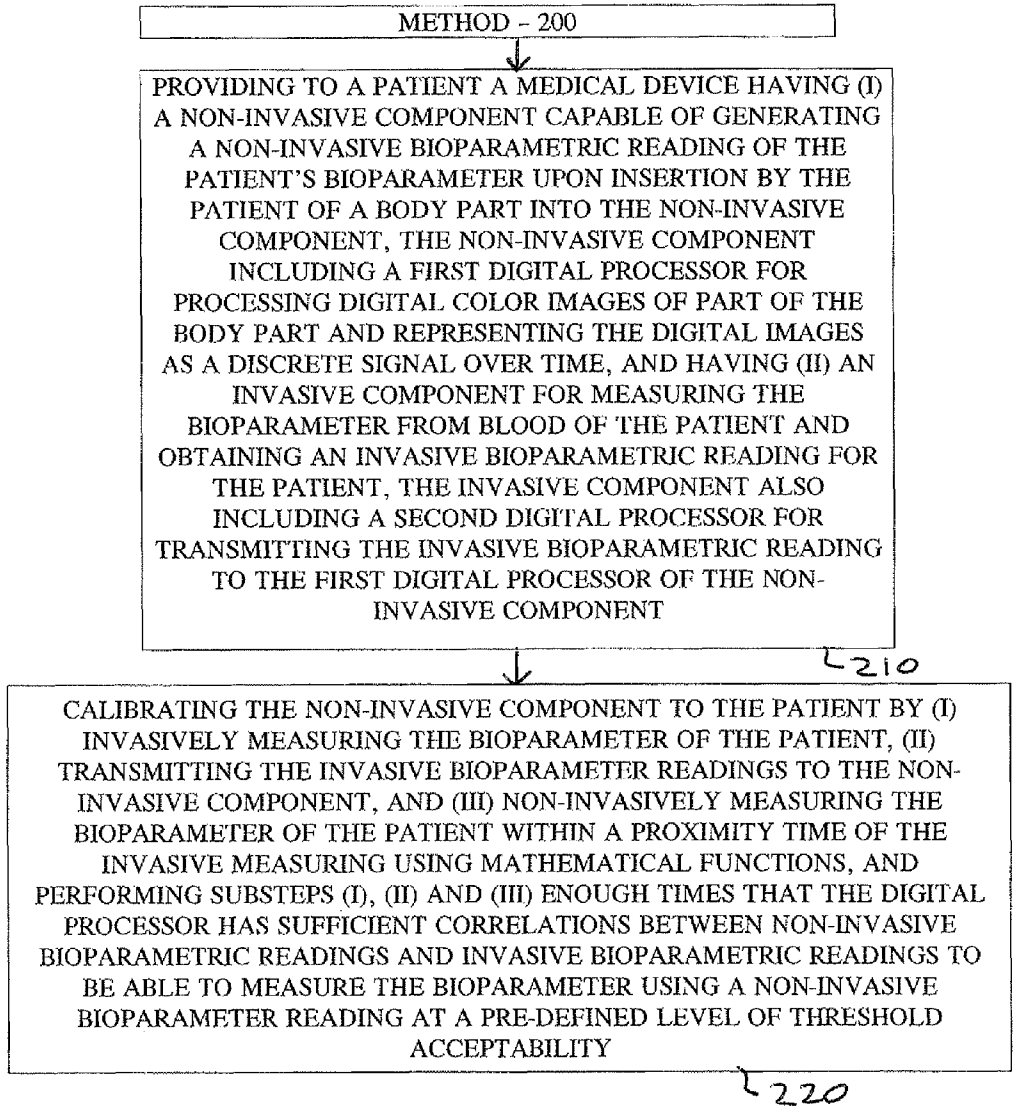 METHOD – 200
PROVIDING TO A PATIENT A MEDICAL DEVICE HAVING (I)
A NON-INVASIVE COMPONENT CAPABLE OF GENERATING
A NON-INVASIVE BIOPARAMETRIC READING OF THE
PATIENT'S BIOPARAMETER UPON INSERTION BY THE
PATIENT OF A BODY PART INTO THE NON-INVASIVE
COMPONENT, THE NON-INVASIVE COMPONENT
INCLUDING A FIRST DIGITAL PROCESSOR FOR
PROCESSING DIGITAL COLOR IMAGES OF PART OF THE
BODY PART AND REPRESENTING THE DIGITAL IMAGES
AS A DISCRETE SIGNAL OVER TIME, AND HAVING (II) AN
INVASIVE COMPONENT FOR MEASURING THE
BIOPARAMETER FROM BLOOD OF THE PATIENT AND
OBTAINING AN INVASIVE BIOPARAMETRIC READING FOR
THE PATIENT, THE INVASIVE COMPONENT ALSO
INCLUDING A SECOND DIGITAL PROCESSOR FOR
TRANSMITTING THE INVASIVE BIOPARAMETRIC READING
TO THE FIRST DIGITAL PROCESSOR OF THE NON-
INVASIVE COMPONENT
210
CALIBRATING THE NON-INVASIVE COMPONENT TO THE PATIENT BY (I)
INVASIVELY MEASURING THE BIOPARAMETER OF THE PATIENT, (II)
TRANSMITTING THE INVASIVE BIOPARAMETER READINGS TO THE NON-
INVASIVE COMPONENT, AND (III) NON-INVASIVELY MEASURING THE
BIOPARAMETER OF THE PATIENT WITHIN A PROXIMITY TIME OF THE
INVASIVE MEASURING USING MATHEMATICAL FUNCTIONS, AND
PERFORMING SUBSTEPS (I), (II) AND (III) ENOUGH TIMES THAT THE DIGITAL
PROCESSOR HAS SUFFICIENT CORRELATIONS BETWEEN NON-INVASIVE
BIOPARAMETRIC READINGS AND INVASIVE BIOPARAMETRIC READINGS TO
BE ABLE TO MEASURE THE BIOPARAMETER USING A NON-INVASIVE
BIOPARAMETER READING AT A PRE-DEFINED LEVEL OF THRESHOLD
ACCEPTABILITY
220